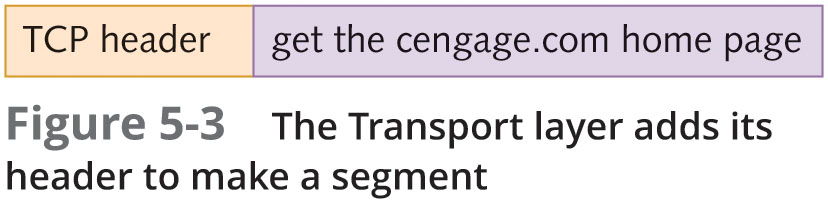 TCP header get the cengage.com home page
Figure 5-3 The Transport layer adds its
header to make a segment